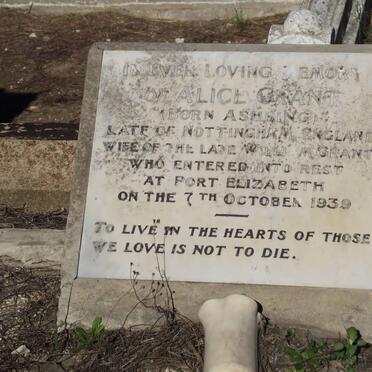 IN EVER LOVING MEMORY
OF ALICE GRANT
(BORN
LATE OF NOTTINGHAM, ENGLAND
WIFE OF THE LATE GRANT
WHO ENTERED INTO REST
AT PORT ELIZABETH
ON THE 7TH OCTOBER 1939
TO LIVE IN THE HEARTS OF THOSE
WE LOVE IS NOT TO DIE.